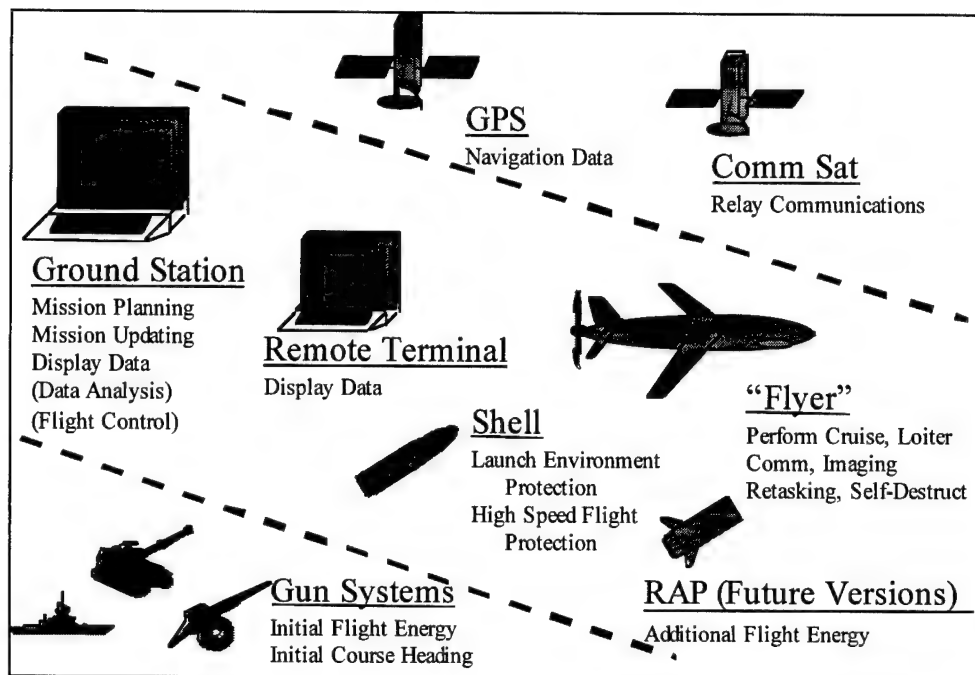 GPS
Navigation Data
Comm Sat
Relay Communications
Ground Station
Mission Planning
Mission Updating
Display Data
(Data Analysis)
(Flight Control)
Remote Terminal
Display Data
Shell
Launch Environment
Protection
High Speed Flight
Protection
“Flyer”
Perform Cruise, Loiter
Comm, Imaging
Retasking, Self-Destruct
Gun Systems
Initial Flight Energy
Initial Course Heading
RAP (Future Versions)
Additional Flight Energy